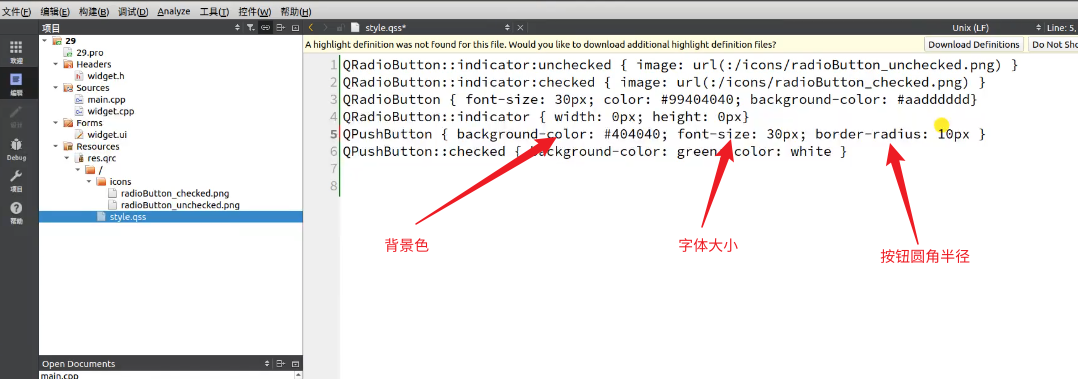 文件(F) 编辑(E) 构建(B) 调试(D) Analyze 工具(T) 控件(W) 帮助(H)
项目
style.qss*
Unix (LF)
Line: 5,
欢迎
编辑
Debug
项目
帮助
29
29.pro
Headers
widget.h
Sources
main.cpp
widget.cpp
Forms
widget.ui
Resources
res.qrc
/
icons
radioButton_checked.png
radioButton_unchecked.png
style.qss
A highlight definition was not found for this file. Would you like to download additional highlight definition files?
Download Definitions
Do not Sho
1 QRadioButton::indicator:unchecked { image: url(:/icons/radioButton_unchecked.png) }
2 QRadioButton::indicator:checked { image: url(:/icons/radioButton_checked.png) }
3 QRadioButton { font-size: 30px; color: #99404040; background-color: #aadddddd}
4 QRadioButton::indicator { width: 0px; height: 0px}
5 QPushButton { background-color: #404040; font-size: 30px; border-radius: 10px }
6 QPushButton::checked { background-color: green; color: white }
7
8
背景色
字体大小
按钮圆角半径
Open Documents
main.cpp